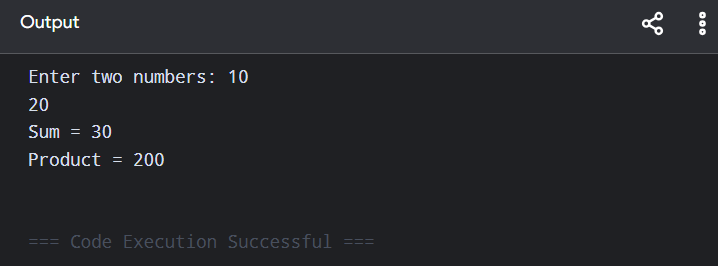 Output
Enter two numbers: 10
20
Sum = 30
Product = 200
=== Code Execution Successful ===